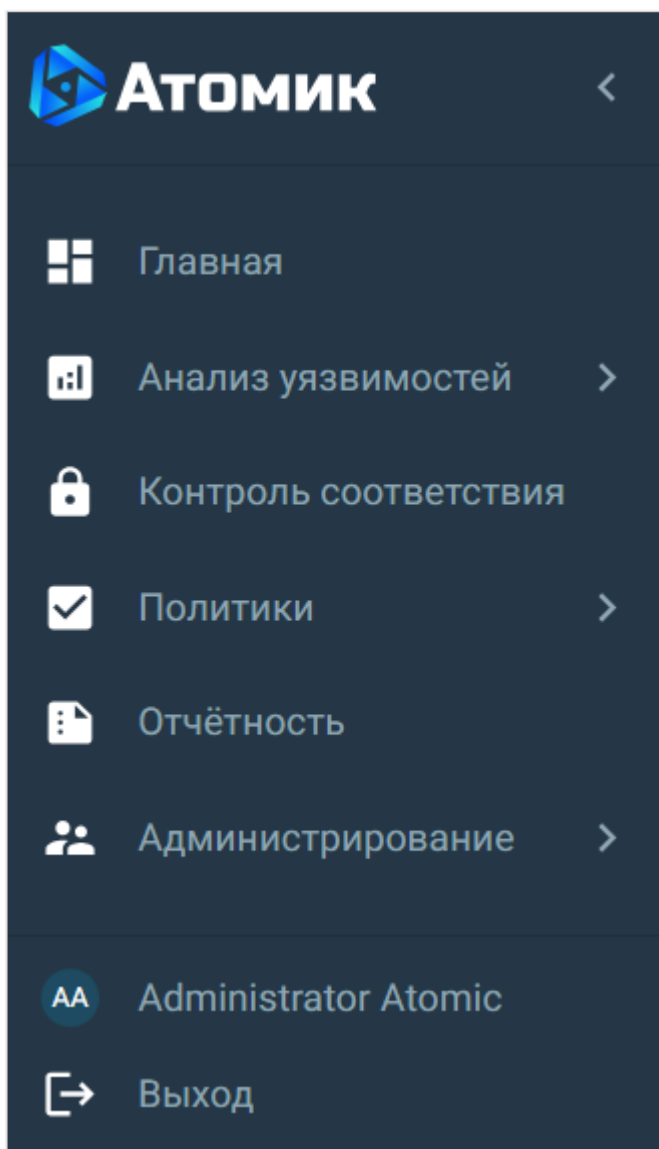 Атомик
Главная
Анализ уязвимостей
Контроль соответствия
Политики
Отчётность
Администрирование
AA Administrator Atomic
Выход